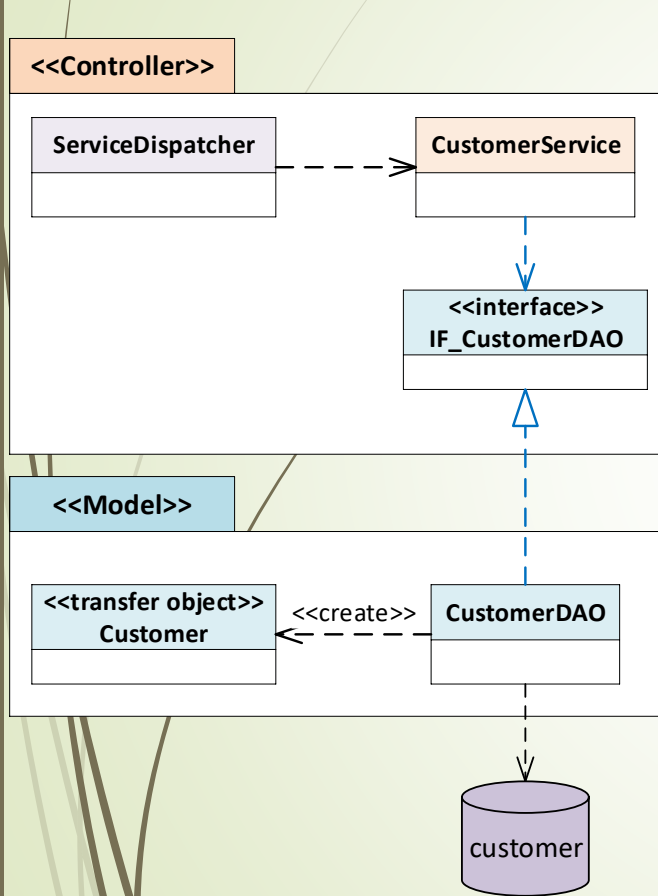 <<Controller>>
ServiceDispatcher
CustomerService
<<interface>>
IF_CustomerDAO
<<Model>>
<<transfer object>>
Customer
<<create>>
CustomerDAO
customer